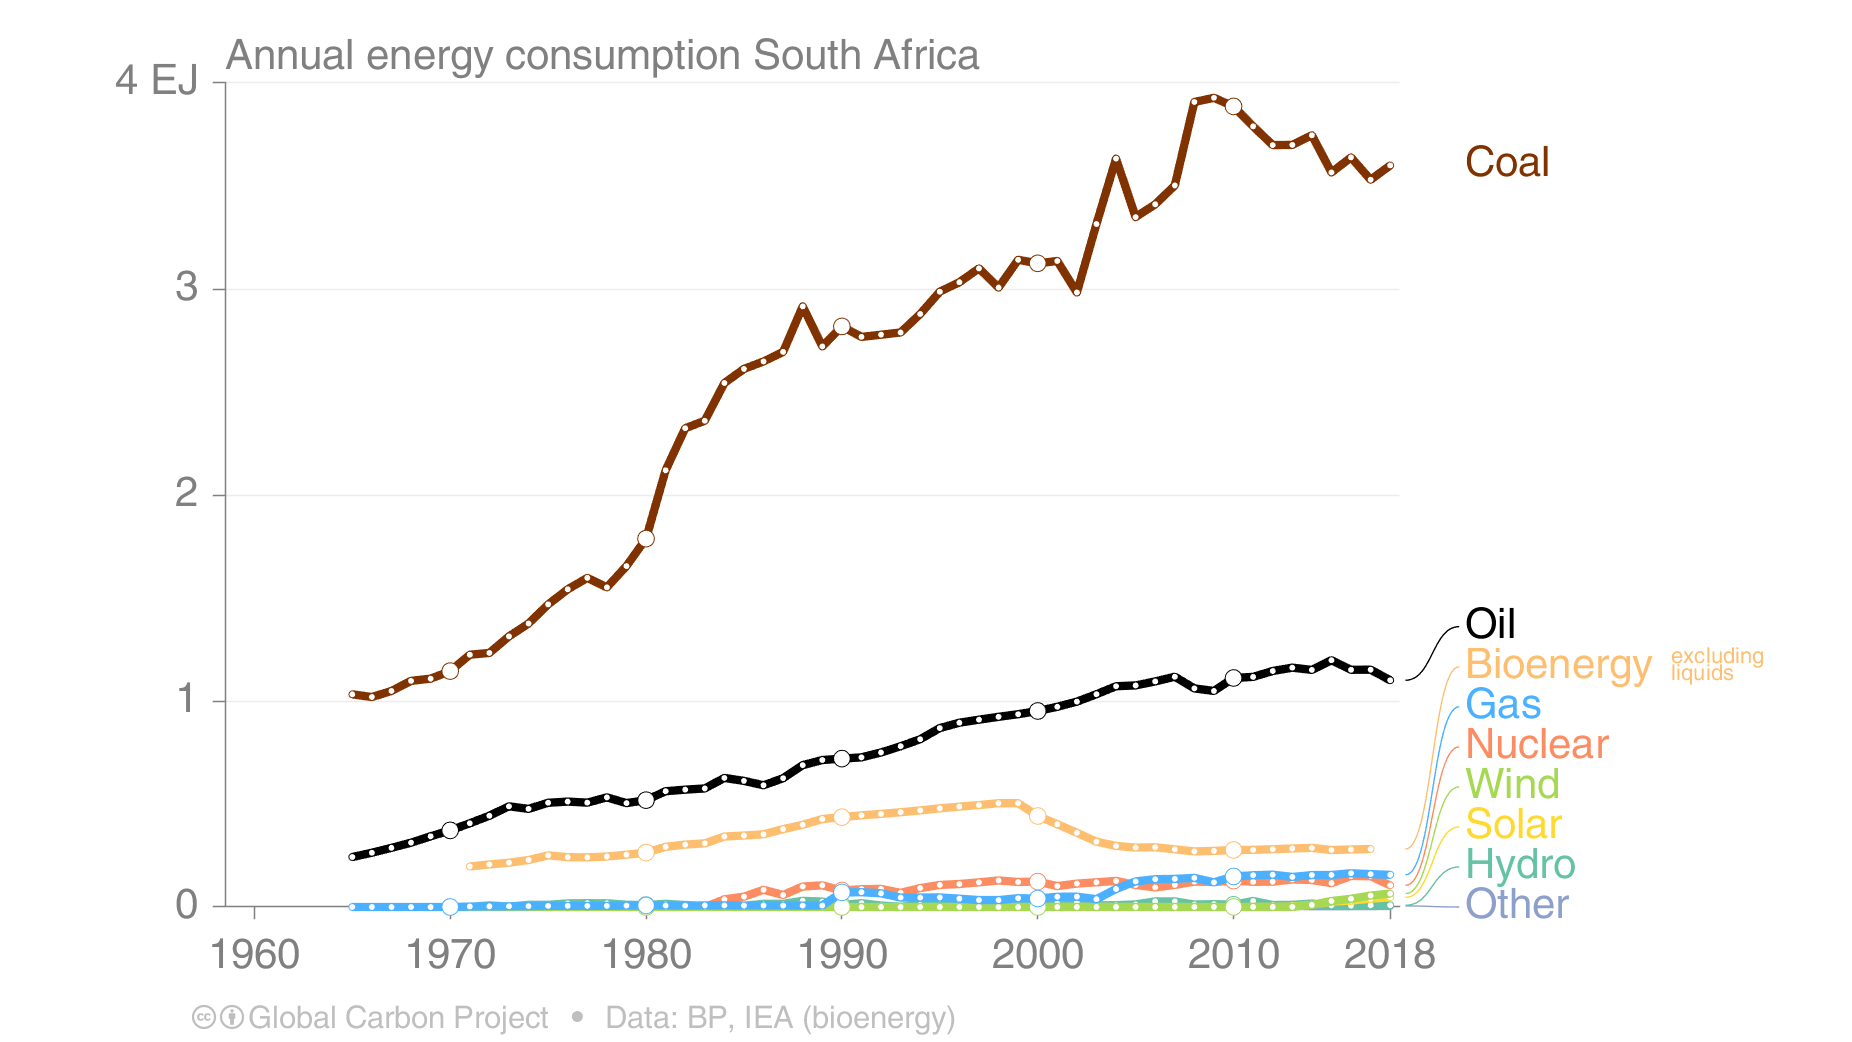 Annual energy consumption South Africa
4 EJ
3
2
1
0
1960 1970 1980 1990 2000 2010 2018
Coal
Oil
Bioenergy excluding liquids
Gas
Nuclear
Wind
Solar
Hydro
Other
cc Global Carbon Project • Data: BP, IEA (bioenergy)